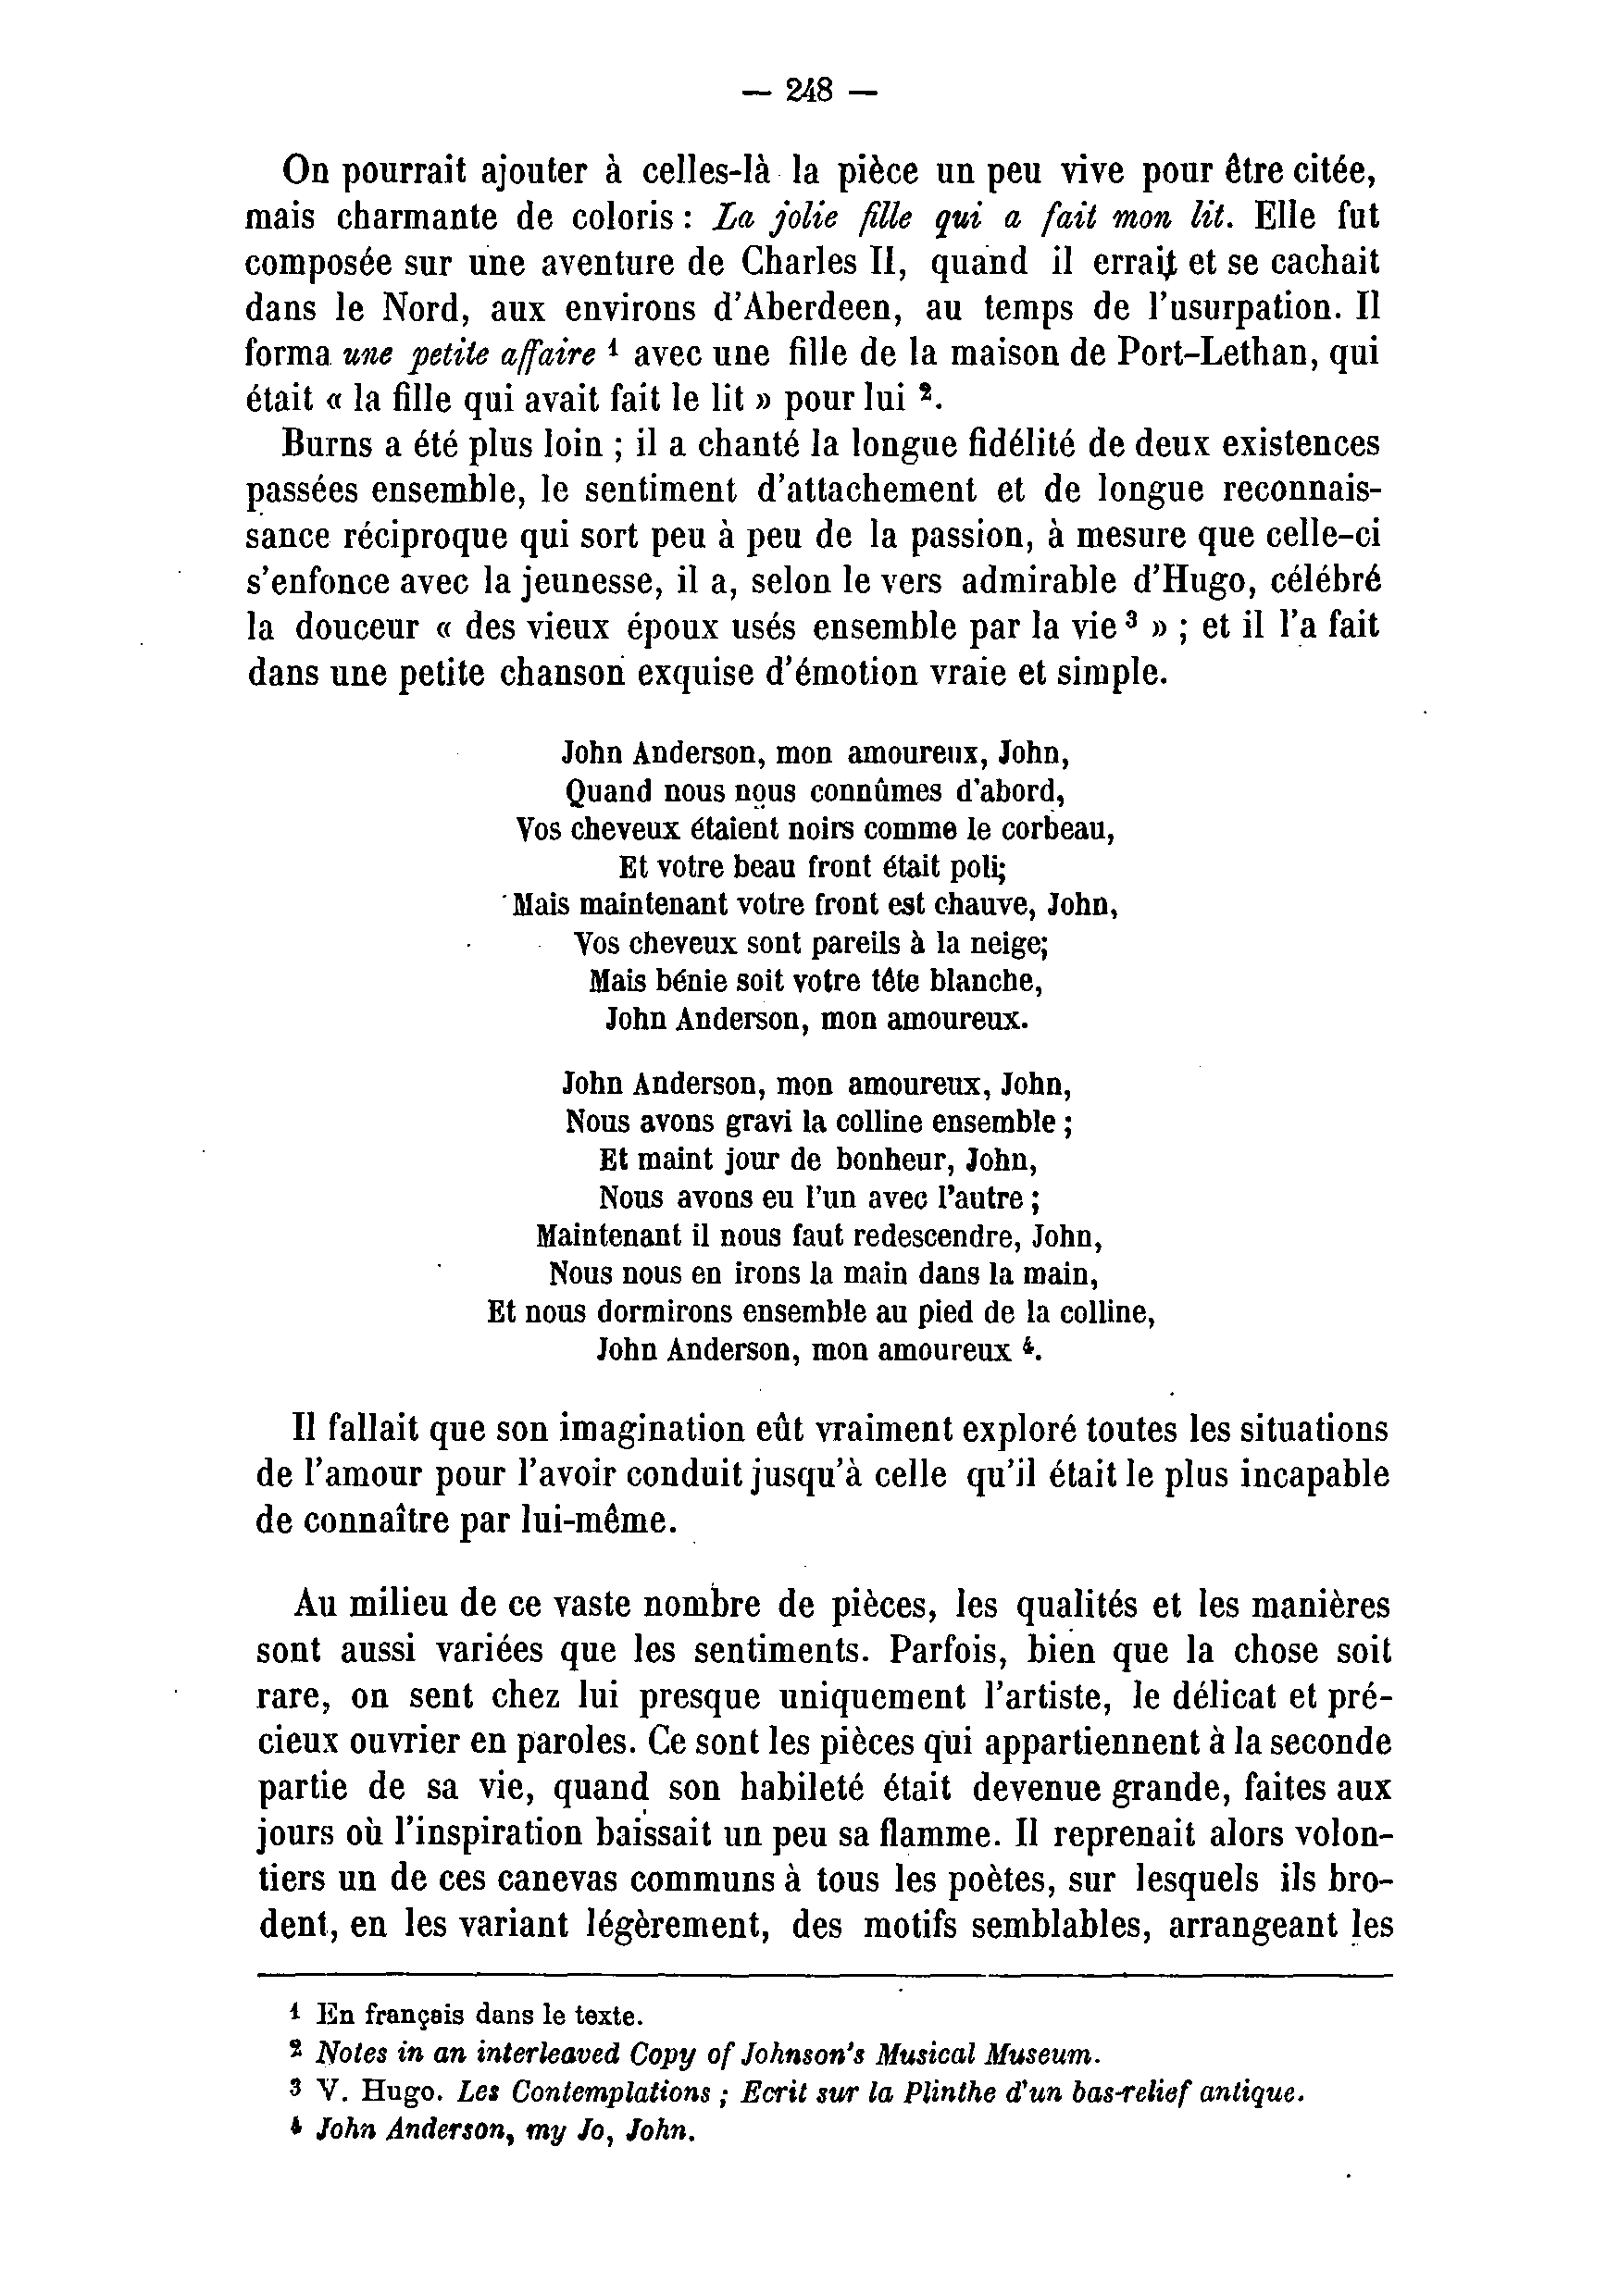 — 248 —
On pourrait ajouter à celles-là la pièce un peu vive pour être citée,
mais charmante de coloris : La jolie fille qui a fait mon lit. Elle fut
composée sur une aventure de Charles II, quand il errait et se cachait
dans le Nord, aux environs d'Aberdeen, au temps de l'usurpation. Il
forma une petite affaire ¹ avec une fille de la maison de Port-Lethan, qui
était « la fille qui avait fait le lit » pour lui ².
Burns a été plus loin ; il a chanté la longue fidélité de deux existences
passées ensemble, le sentiment d'attachement et de longue reconnais-
sance réciproque qui sort peu à peu de la passion, à mesure que celle-ci
s'enfonce avec la jeunesse, il a, selon le vers admirable d'Hugo, célébré
la douceur « des vieux époux usés ensemble par la vie ³ » ; et il l'a fait
dans une petite chanson exquise d'émotion vraie et simple.
John Anderson, mon amoureux, John,
Quand nous nous connûmes d'abord,
Vos cheveux étaient noirs comme le corbeau,
Et votre beau front était poli;
Mais maintenant votre front est chauve, John,
Vos cheveux sont pareils à la neige;
Mais bénie soit votre tête blanche,
John Anderson, mon amoureux.
John Anderson, mon amoureux, John,
Nous avons gravi la colline ensemble ;
Et maint jour de bonheur, John,
Nous avons eu l'un avec l'autre ;
Maintenant il nous faut redescendre, John,
Nous nous en irons la main dans la main,
Et nous dormirons ensemble au pied de la colline,
John Anderson, mon amoureux ⁴.
Il fallait que son imagination eût vraiment exploré toutes les situations
de l'amour pour l'avoir conduit jusqu'à celle qu'il était le plus incapable
de connaître par lui-même.
Au milieu de ce vaste nombre de pièces, les qualités et les manières
sont aussi variées que les sentiments. Parfois, bien que la chose soit
rare, on sent chez lui presque uniquement l'artiste, le délicat et pré-
cieux ouvrier en paroles. Ce sont les pièces qui appartiennent à la seconde
partie de sa vie, quand son habileté était devenue grande, faites aux
jours où l'inspiration baissait un peu sa flamme. Il reprenait alors volon-
tiers un de ces canevas communs à tous les poètes, sur lesquels ils bro-
dent, en les variant légèrement, des motifs semblables, arrangeant les
¹ En français dans le texte.
² Notes in an interleaved Copy of Johnson's Musical Museum.
³ V. Hugo. Les Contemplations ; Ecrit sur la Plinthe d'un bas-relief antique.
⁴ John Anderson, my Jo, John.